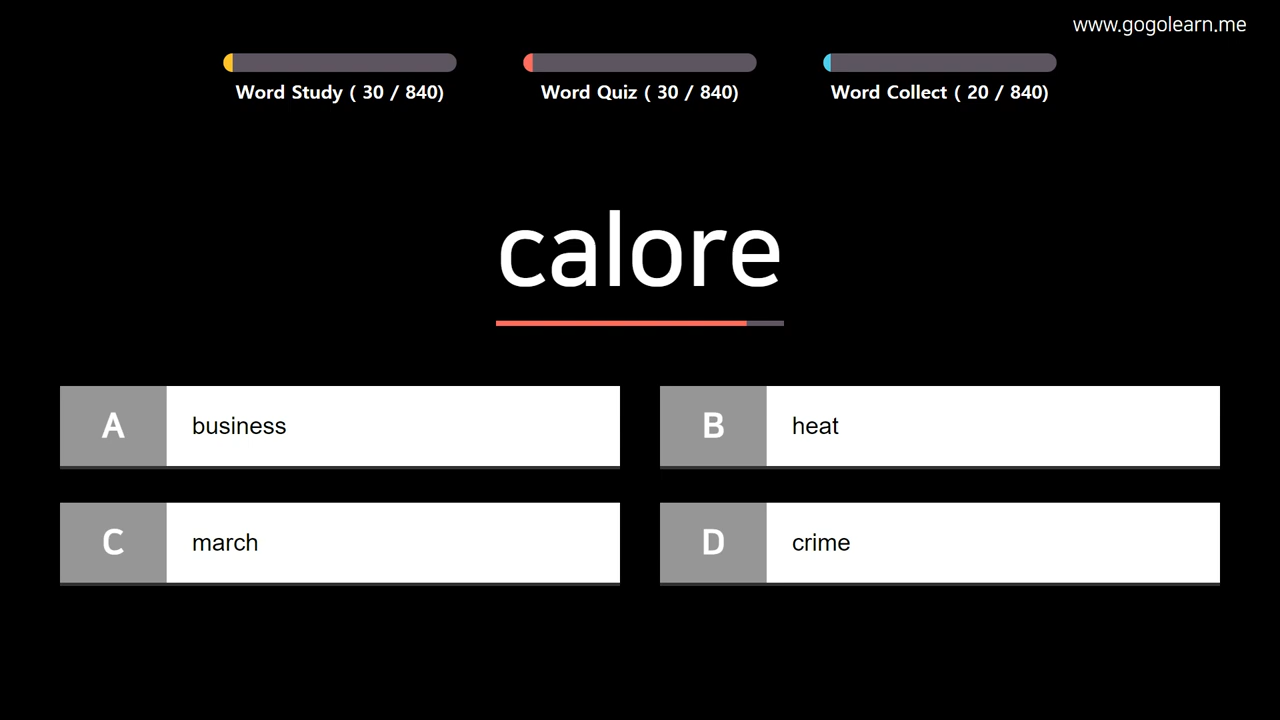 www.gogolearn.me
Word Study ( 30 / 840)
Word Quiz ( 30 / 840)
Word Collect ( 20 / 840)
calore
A business
B heat
C march
D crime